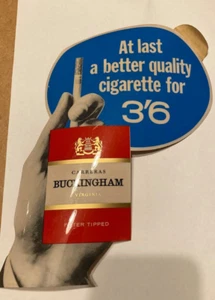 At last
a better quality
cigarette for
3'6
CARRERAS
BUCKINGHAM
FILTER TIPPED